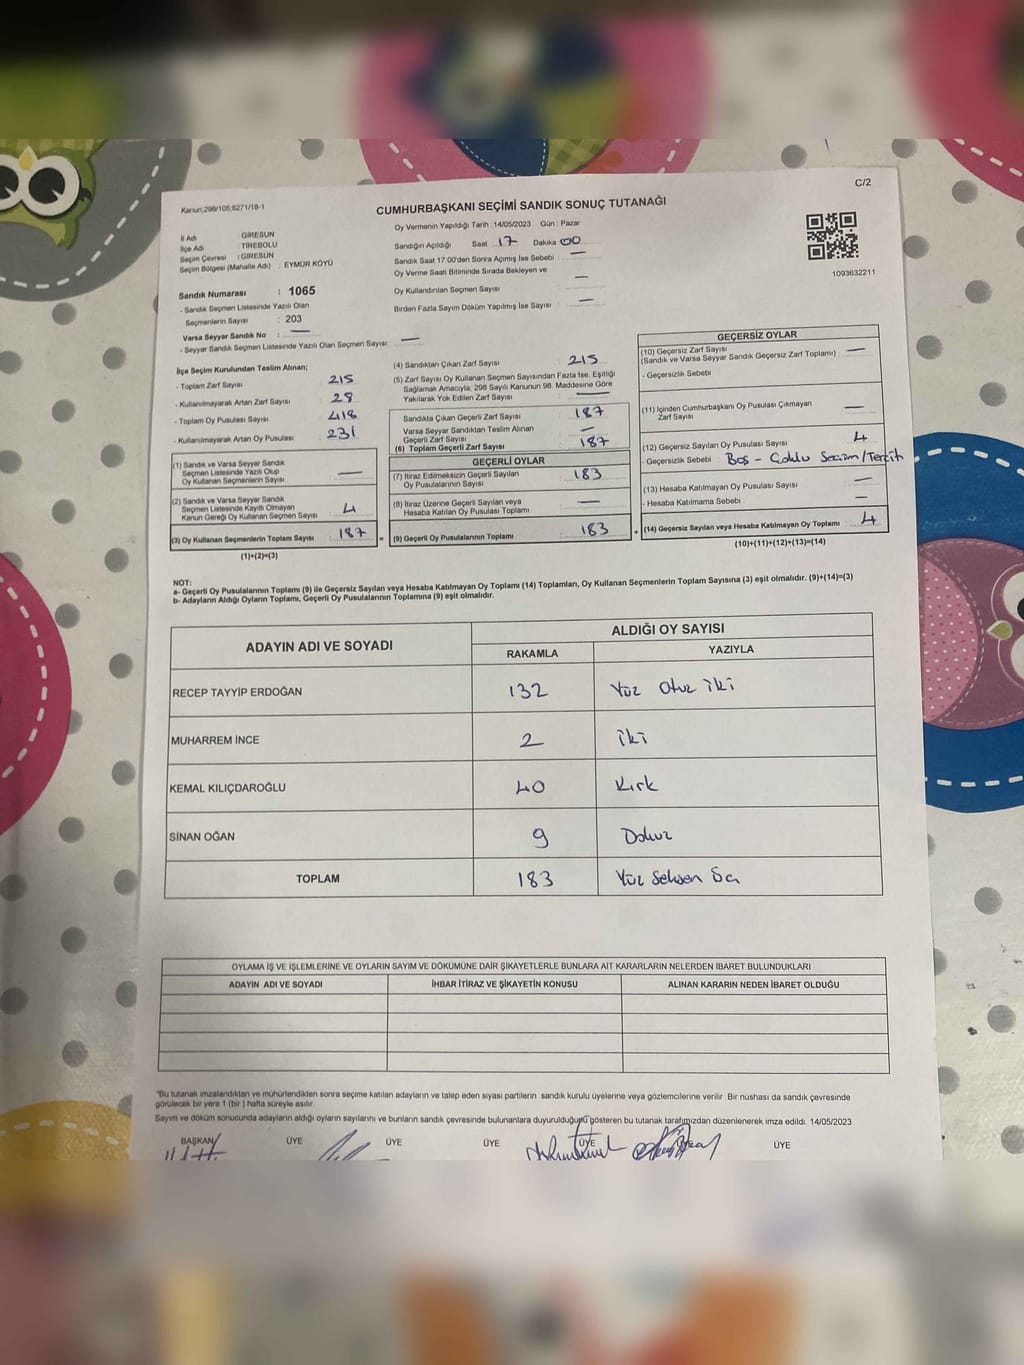 C/2
Kanun;298/105;6271/18-1
CUMHURBAŞKANI SEÇİMİ SANDIK SONUÇ TUTANAĞI
İl Adı : GİRESUN
İlçe Adı : TİREBOLU
Seçim Çevresi : GİRESUN
Seçim Bölgesi (Mahalle Adı) : EYMÜR KÖYÜ
Sandık Numarası : 1065
- Sandık Seçmen Listesinde Yazılı Olan
Seçmenlerin Sayısı : 203
Varsa Seyyar Sandık No : —
- Seyyar Sandık Seçmen Listesinde Yazılı Olan Seçmen Sayısı: —
Oy Vermenin Yapıldığı Tarih : 14/05/2023 Gün : Pazar
Sandığın Açıldığı Saat : 17 Dakika : 00
Sandık Saat 17:00'den Sonra Açımış İse Sebebi : —
Oy Verme Saati Bitiminde Sırada Bekleyen ve
Oy Kullandırılan Seçmen Sayısı : —
Birden Fazla Sayım Döküm Yapılmış İse Sayısı : —
1093632211
İlçe Seçim Kurulundan Teslim Alınan;
- Toplam Zarf Sayısı : 215
- Kullanılmayarak Artan Zarf Sayısı : 28
- Toplam Oy Pusulası Sayısı : 418
- Kullanılmayarak Artan Oy Pusulası : 231
(1) Sandık ve Varsa Seyyar Sandık
Seçmen Listesinde Yazılı Olup
Oy Kullanan Seçmenlerin Sayısı : —
(2) Sandık ve Varsa Seyyar Sandık
Seçmen Listesinde Kayıtlı Olmayan
Kanun Gereği Oy Kullanan Seçmen Sayısı : 4
(3) Oy Kullanan Seçmenlerin Toplam Sayısı : 187 =
(1)+(2)=(3)
(4) Sandıktan Çıkan Zarf Sayısı : 215
(5) Zarf Sayısı Oy Kullanan Seçmen Sayısından Fazla İse, Eşitliği
Sağlamak Amacıyla, 298 Sayılı Kanunun 98. Maddesine Göre
Yakılarak Yok Edilen Zarf Sayısı : —
Sandıkta Çıkan Geçerli Zarf Sayısı : 187
Varsa Seyyar Sandıktan Teslim Alınan
Geçerli Zarf Sayısı : —
(6) Toplam Geçerli Zarf Sayısı : 187
GEÇERLİ OYLAR
(7) İtiraz Edilmeksizin Geçerli Sayılan
Oy Pusulalarının Sayısı : 183
(8) İtiraz Üzerine Geçerli Sayılan veya
Hesaba Katılan Oy Pusulası Toplamı : —
(9) Geçerli Oy Pusulalarının Toplamı : 183 +
GEÇERSİZ OYLAR
(10) Geçersiz Zarf Sayısı : —
(Sandık ve Varsa Seyyar Sandık Geçersiz Zarf Toplamı)
- Geçersizlik Sebebi :
(11) İçinden Cumhurbaşkanı Oy Pusulası Çıkmayan
Zarf Sayısı : —
(12) Geçersiz Sayılan Oy Pusulası Sayısı : 4
- Geçersizlik Sebebi : Boş - Çoklu Seçim/Tercih
(13) Hesaba Katılmayan Oy Pusulası Sayısı : —
- Hesaba Katılmama Sebebi : —
(14) Geçersiz Sayılan veya Hesaba Katılmayan Oy Toplamı : 4
(10)+(11)+(12)+(13)=(14)
NOT:
a- Geçerli Oy Pusulalarının Toplamı (9) ile Geçersiz Sayılan veya Hesaba Katılmayan Oy Toplamı (14) Toplamları, Oy Kullanan Seçmenlerin Toplam Sayısına (3) eşit olmalıdır. (9)+(14)=(3)
b- Adayların Aldığı Oyların Toplamı, Geçerli Oy Pusulalarının Toplamına (9) eşit olmalıdır.
ADAYIN ADI VE SOYADI ALDIĞI OY SAYISI
RAKAMLA YAZIYLA
RECEP TAYYİP ERDOĞAN 132 Yüz Otuz iki
MUHARREM İNCE 2 iki
KEMAL KILIÇDAROĞLU 40 Kırk
SİNAN OĞAN 9 Dokuz
TOPLAM 183 Yüz Seksen Üç
OYLAMA İŞ VE İŞLEMLERİNE VE OYLARIN SAYIM VE DÖKÜMÜNE DAİR ŞİKAYETLERLE BUNLARA AİT KARARLARIN NELERDEN İBARET BULUNDUKLARI
ADAYIN ADI VE SOYADI İHBAR İTİRAZ VE ŞİKAYETİN KONUSU ALINAN KARARIN NEDEN İBARET OLDUĞU
*Bu tutanak imzalandıktan ve mühürlendikten sonra seçime katılan adayların ve talep eden siyasi partilerin sandık kurulu üyelerine veya gözlemcilerine verilir. Bir nüshası da sandık çevresinde
görülecek bir yere 1 (bir ) hafta süreyle asılır.
Sayım ve döküm sonucunda adayların aldığı oyların sayılarını ve bunların sandık çevresinde bulunanlara duyurulduğunu gösteren bu tutanak tarafımızdan düzenlenerek imza edildi. 14/05/2023
BAŞKAN ÜYE ÜYE ÜYE ÜYE ÜYE ÜYE